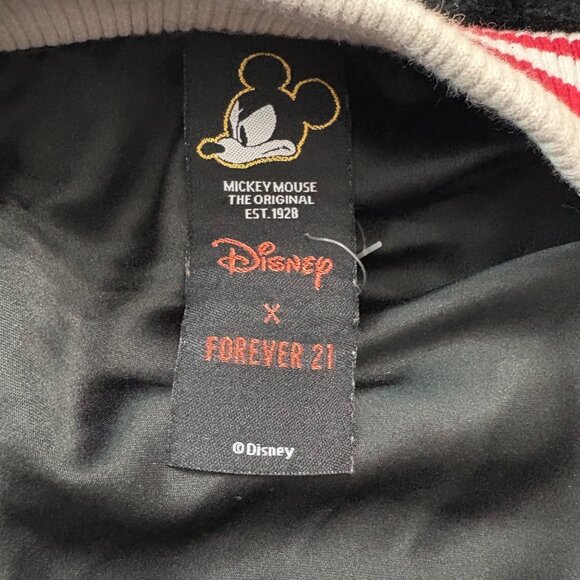 MICKEY MOUSE
THE ORIGINAL
EST. 1928
Disney
X
FOREVER 21
©Disney